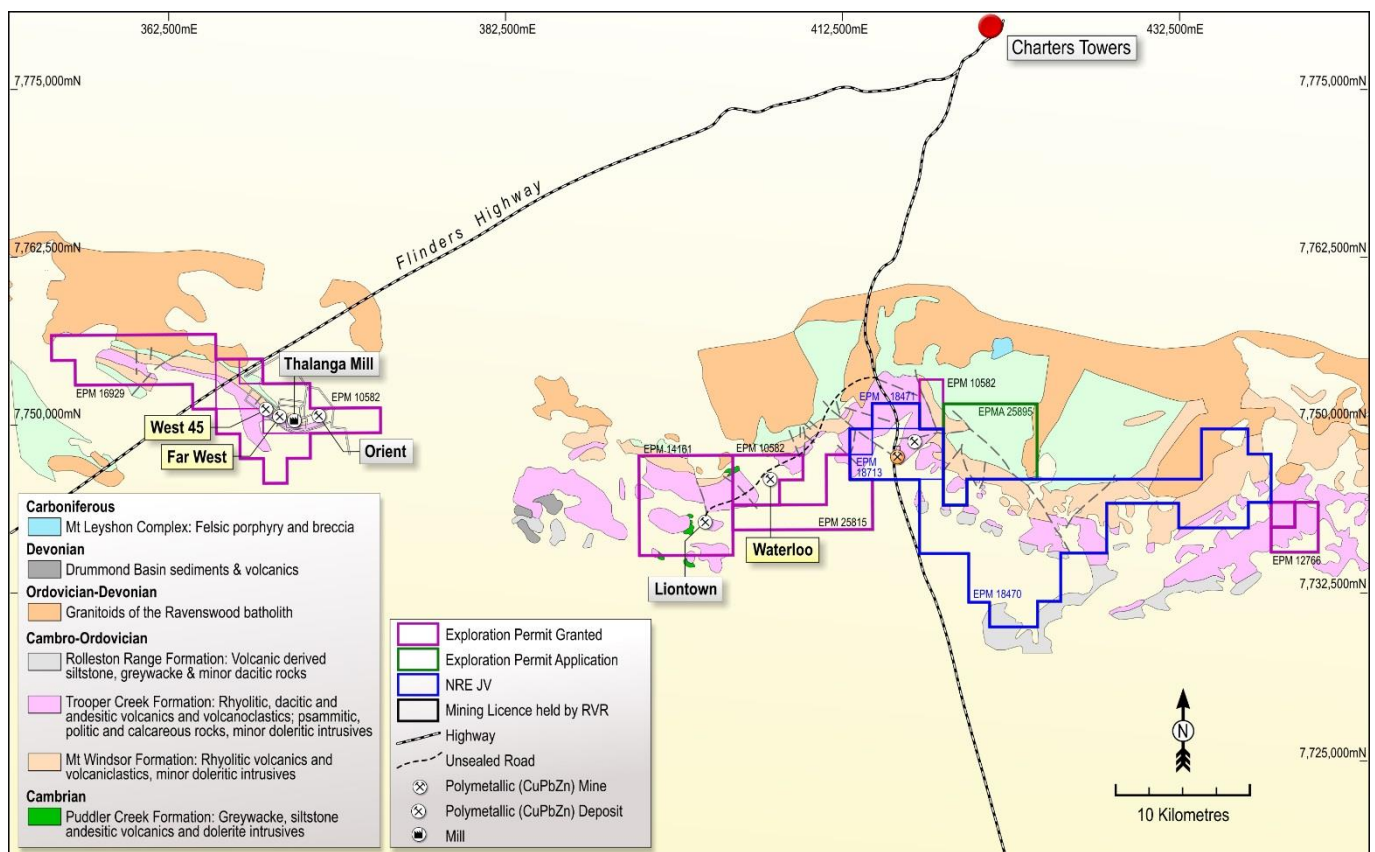 362,500mE
382,500mE
412,500mE
432,500mE
Charters Towers
7,775,000mN
7,775,000mN
Flinders Highway
7,762,500mN
7,762,500mN
Thalanga Mill
EPM 16929
EPM 10582
7,750,000mN
West 45
Far West
Orient
EPM 10582
EPM 18471
EPMA 25895
7,750,000mN
EPM 14161
EPM 10582
EPM
18713
EPM 25815
Waterloo
Liontown
EPM 12766
7,732,500mN
EPM 18470
7,725,000mN
Carboniferous
Mt Leyshon Complex: Felsic porphyry and breccia
Devonian
Drummond Basin sediments & volcanics
Ordovician-Devonian
Granitoids of the Ravenswood batholith
Cambro-Ordovician
Rolleston Range Formation: Volcanic derived
siltstone, greywacke & minor dacitic rocks
Trooper Creek Formation: Rhyolitic, dacitic and
andesitic volcanics and volcanoclastics; psammitic,
politic and calcareous rocks, minor doleritic intrusives
Mt Windsor Formation: Rhyolitic volcanics and
volcaniclastics, minor doleritic intrusives
Cambrian
Puddler Creek Formation: Greywacke, siltstone
andesitic volcanics and dolerite intrusives
Exploration Permit Granted
Exploration Permit Application
NRE JV
Mining Licence held by RVR
Highway
Unsealed Road
Polymetallic (CuPbZn) Mine
Polymetallic (CuPbZn) Deposit
Mill
N
10 Kilometres